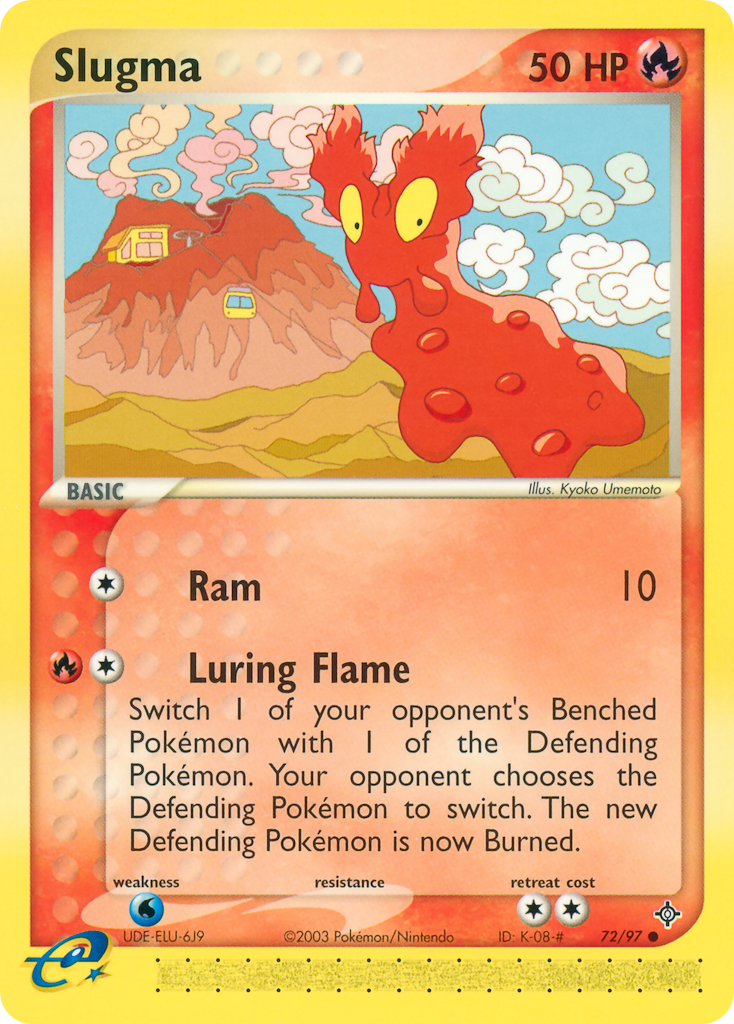 Slugma 50 HP
BASIC Illus. Kyoko Umemoto
Ram 10
Luring Flame
Switch 1 of your opponent's Benched
Pokémon with 1 of the Defending
Pokémon. Your opponent chooses the
Defending Pokémon to switch. The new
Defending Pokémon is now Burned.
weakness resistance retreat cost
UDE-ELU-6J9 ©2003 Pokémon/Nintendo ID: K-08-# 72/97
e